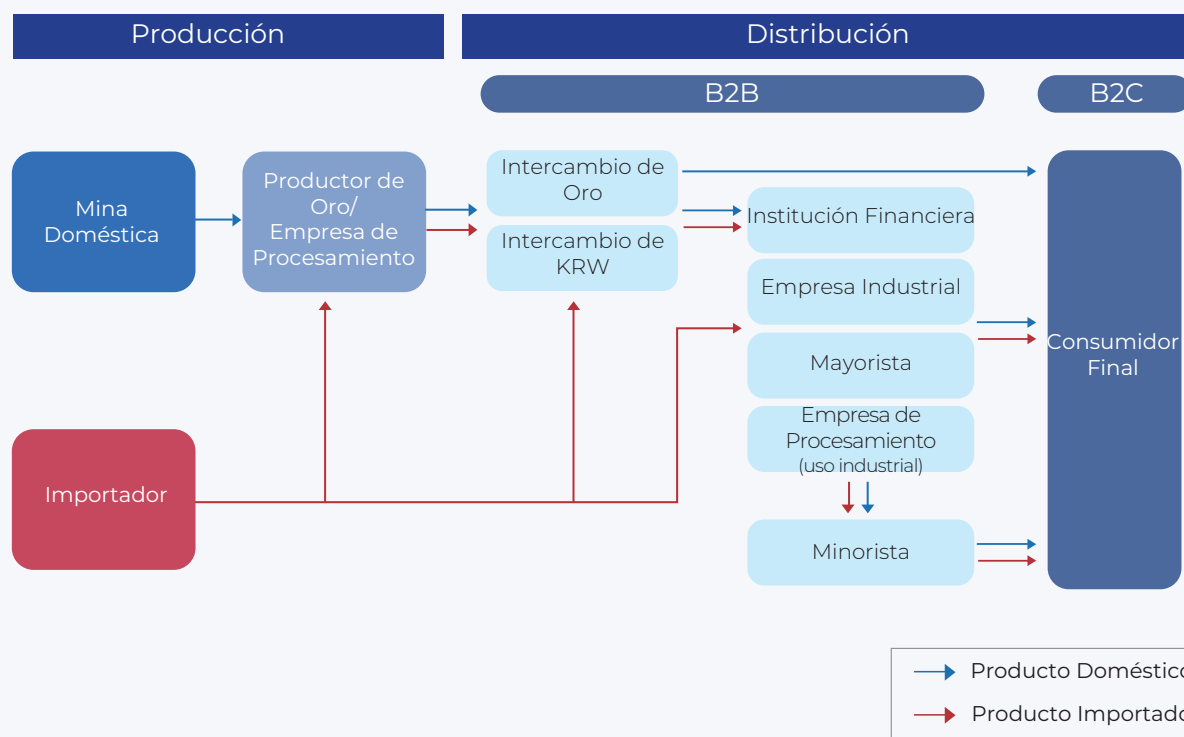 Producción
Distribución
B2B
B2C
Mina
Doméstica
Productor de
Oro/
Empresa de
Procesamiento
Intercambio de
Oro
Intercambio de
KRW
Institución Financiera
Empresa Industrial
Mayorista
Empresa de
Procesamiento
(uso industrial)
Minorista
Consumidor
Final
Importador
Producto Doméstico
Producto Importado